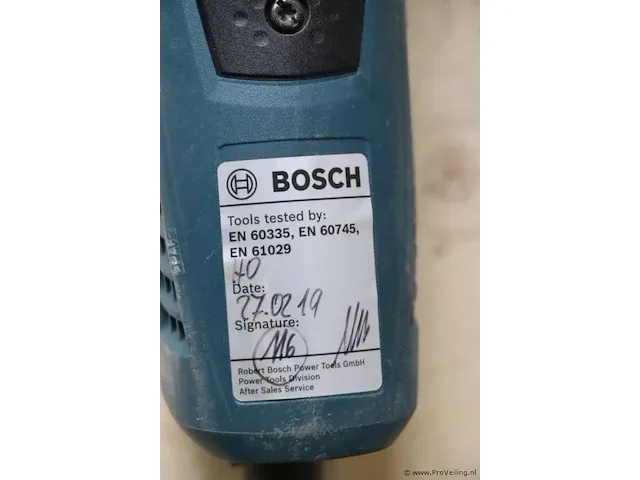 BOSCH
Tools tested by:
EN 60335, EN 60745,
EN 61029
Date:
27.02 19
Signature:
116
Robert Bosch Power Tools GmbH
Power Tools Division
After Sales Service
© www.ProVeiling.nl